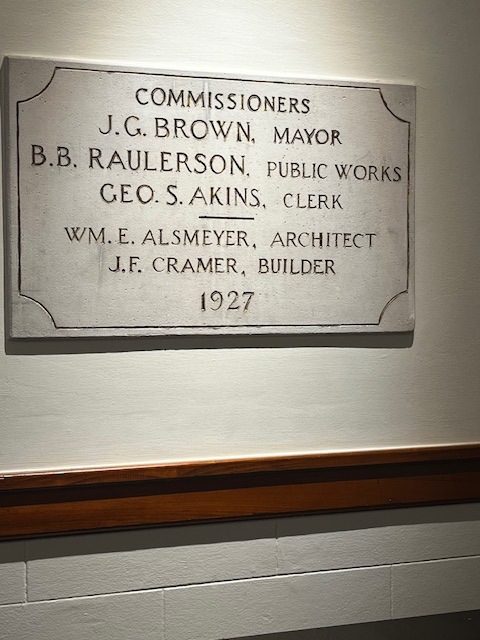 COMMISSIONERS
J.G. BROWN, MAYOR
B.B. RAULERSON, PUBLIC WORKS
GEO. S. AKINS, CLERK
WM. E. ALSMEYER, ARCHITECT
J.F. CRAMER, BUILDER
1927